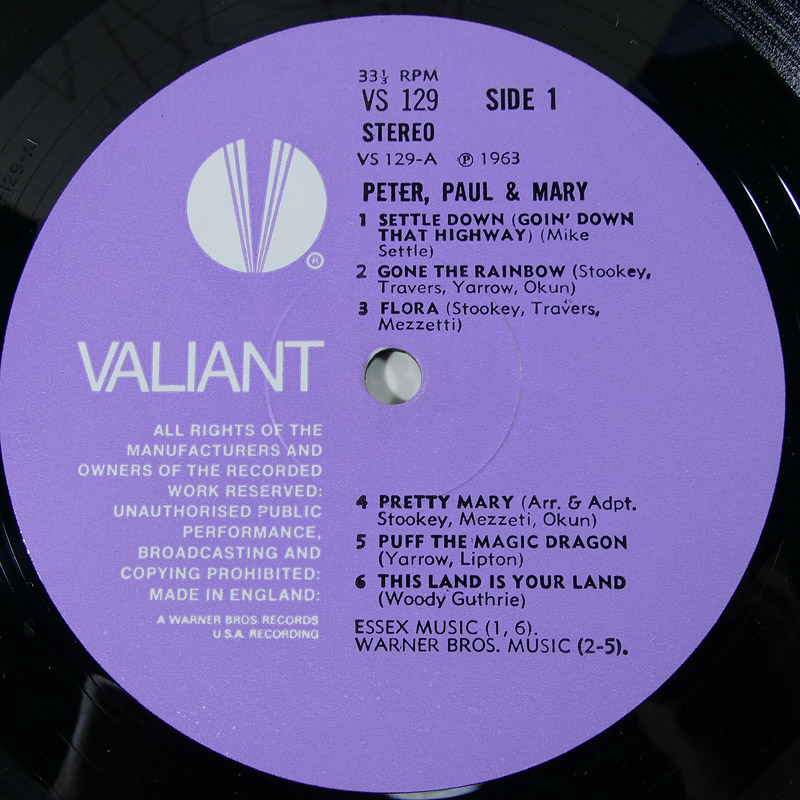 33⅓ RPM
VS 129 SIDE 1
STEREO
VS 129-A ℗ 1963
PETER, PAUL & MARY
1 SETTLE DOWN (GOIN' DOWN
THAT HIGHWAY) (Mike
Settle)
2 GONE THE RAINBOW (Stookey,
Travers, Yarrow, Okun)
3 FLORA (Stookey, Travers,
Mezzetti)
®
VALIANT
ALL RIGHTS OF THE
MANUFACTURERS AND
OWNERS OF THE RECORDED
WORK RESERVED:
UNAUTHORISED PUBLIC
PERFORMANCE,
BROADCASTING AND
COPYING PROHIBITED:
MADE IN ENGLAND:
A WARNER BROS RECORDS
U.S.A. RECORDING
4 PRETTY MARY (Arr. & Adpt.
Stookey, Mezzeti, Okun)
5 PUFF THE MAGIC DRAGON
(Yarrow, Lipton)
6 THIS LAND IS YOUR LAND
(Woody Guthrie)
ESSEX MUSIC (1, 6).
WARNER BROS. MUSIC (2-5).